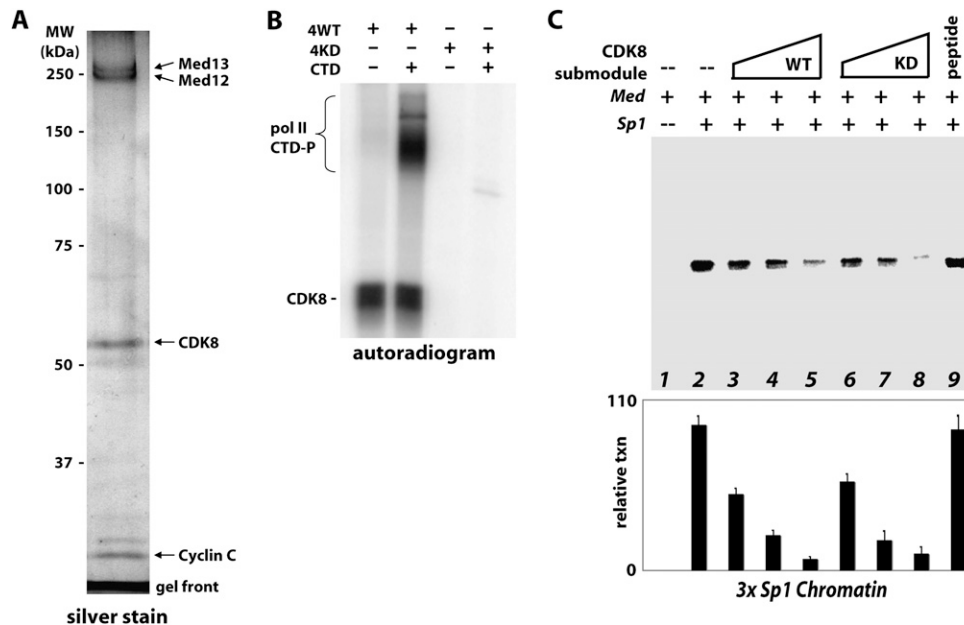 A
MW
(kDa)
Med13
Med12
250 -
150 -
100 -
75 -
CDK8
50 -
37 -
Cyclin C
gel front
silver stain
B
4WT + + – –
4KD – – + +
CTD – + – +
pol II
CTD-P
CDK8 -
autoradiogram
C
CDK8
submodule
-- -- WT KD peptide
Med + + + + + + + + +
Sp1 -- + + + + + + + +
1 2 3 4 5 6 7 8 9
110
relative txn
0
3x Sp1 Chromatin